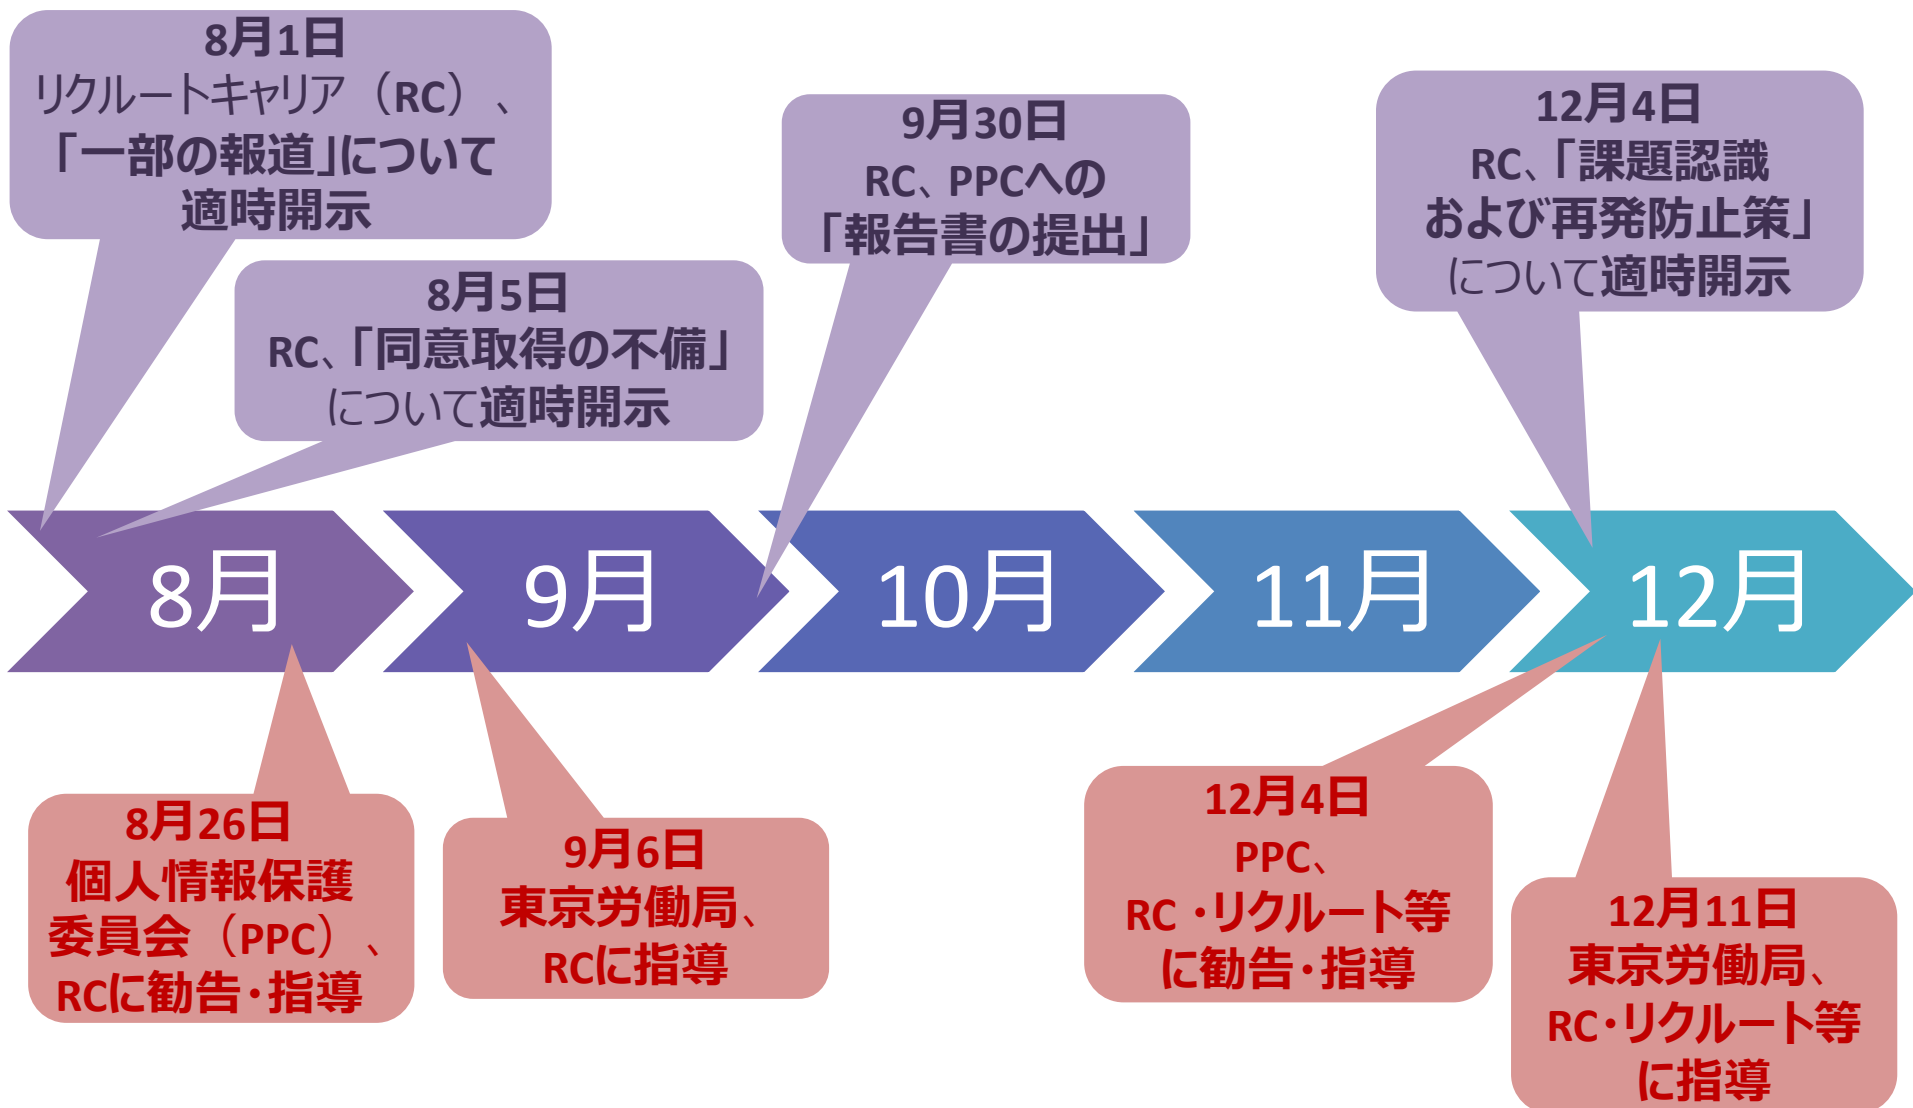 8月1日
リクルートキャリア（RC）、
「一部の報道」について
適時開示
8月5日
RC、「同意取得の不備」
について適時開示
9月30日
RC、PPCへの
「報告書の提出」
12月4日
RC、「課題認識
および再発防止策」
について適時開示
8月
9月
10月
11月
12月
8月26日
個人情報保護
委員会（PPC）、
RCに勧告・指導
9月6日
東京労働局、
RCに指導
12月4日
PPC、
RC・リクルート等
に勧告・指導
12月11日
東京労働局、
RC・リクルート等
に指導